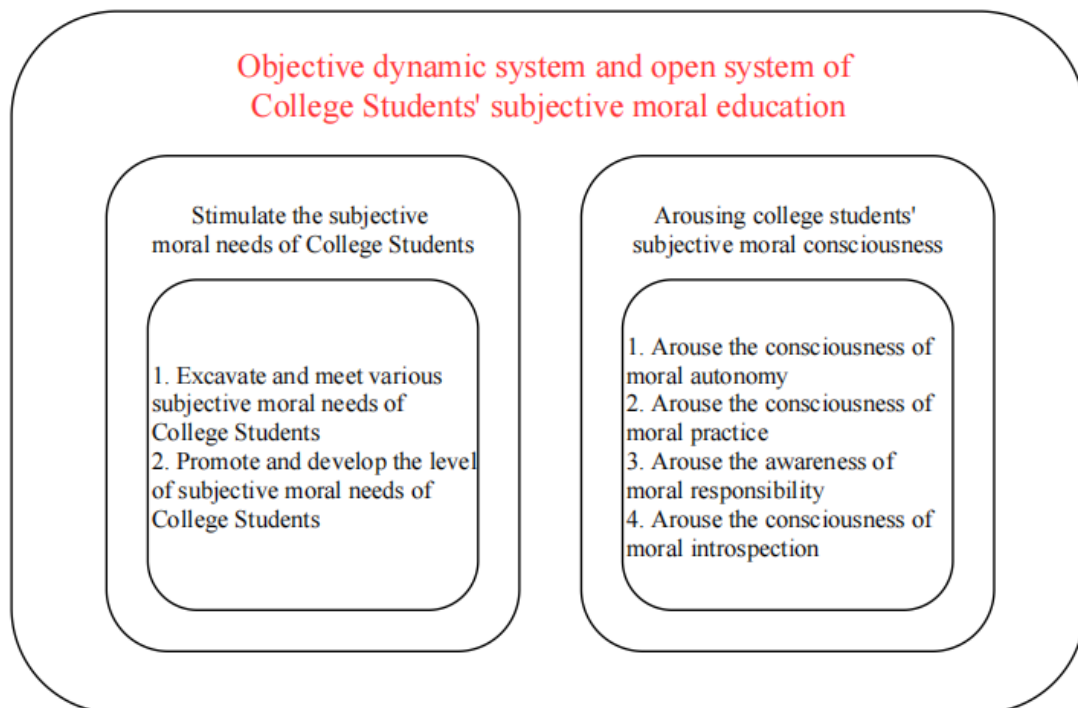 Objective dynamic system and open system of
College Students' subjective moral education
Stimulate the subjective
moral needs of College Students
1. Excavate and meet various
subjective moral needs of
College Students
2. Promote and develop the level
of subjective moral needs of
College Students
Arousing college students'
subjective moral consciousness
1. Arouse the consciousness of
moral autonomy
2. Arouse the consciousness of
moral practice
3. Arouse the awareness of
moral responsibility
4. Arouse the consciousness of
moral introspection